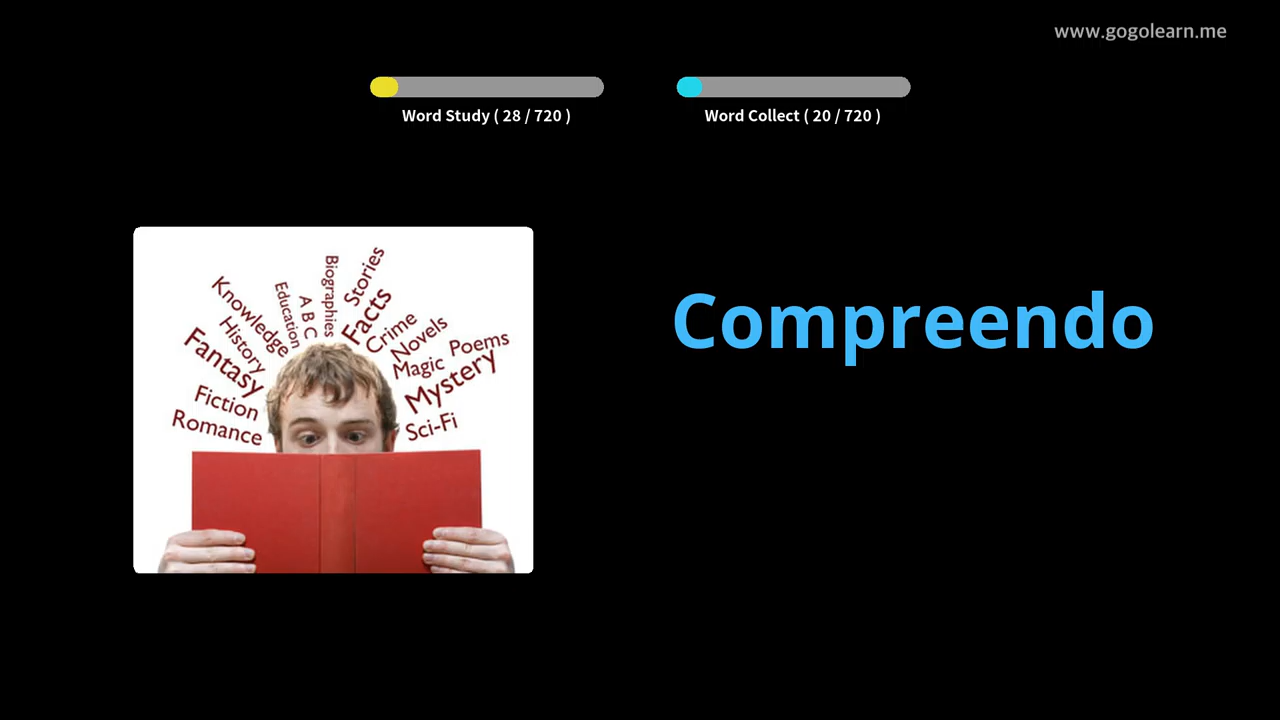 www.gogolearn.me
Word Study ( 28 / 720 )
Word Collect ( 20 / 720 )
Compreendo
Biographies
Stories
Education
A B C
Facts
Knowledge
Crime
History
Novels
Fantasy
Magic
Poems
Mystery
Fiction
Romance
Sci-Fi